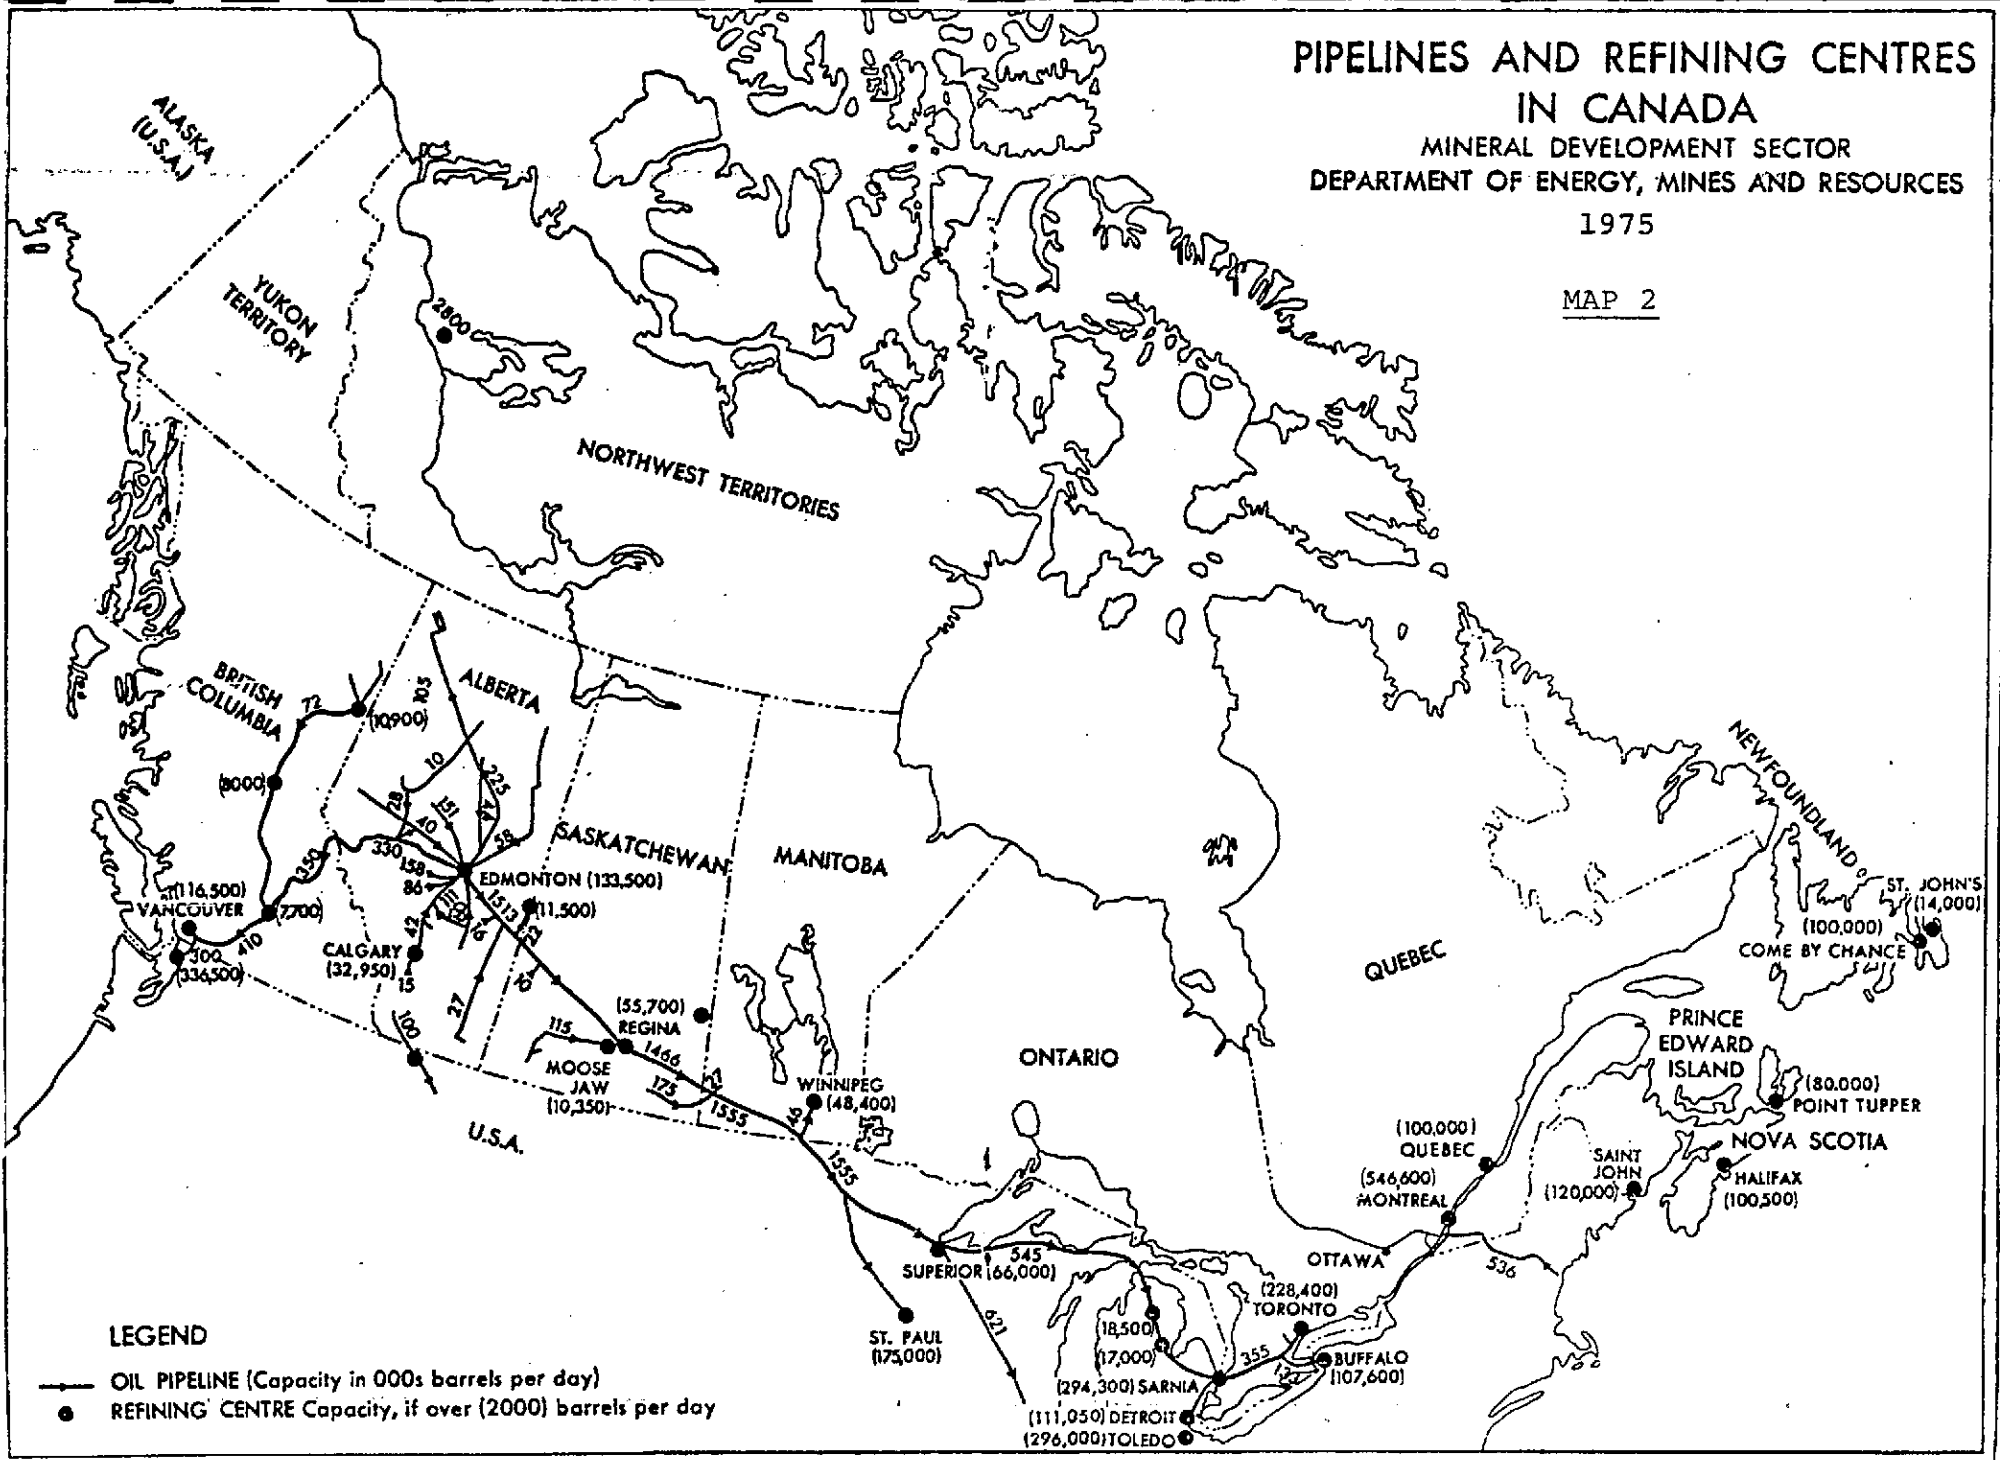 PIPELINES AND REFINING CENTRES
IN CANADA
MINERAL DEVELOPMENT SECTOR
DEPARTMENT OF ENERGY, MINES AND RESOURCES
1975
MAP 2
ALASKA
(U.S.A.)
YUKON
TERRITORY
2800
NORTHWEST TERRITORIES
BRITISH
COLUMBIA
72
(10,900)
103
ALBERTA
(8000)
10
225
28
151
40
44
58
330
350
158
86
EDMONTON (133,500)
SASKATCHEWAN
MANITOBA
NEWFOUNDLAND
ST. JOHN'S
(14,000)
(100,000)
COME BY CHANCE
(116,500)
VANCOUVER
(7,700)
410
300
(336,500)
42
16
1513
(11,500)
22
CALGARY
(32,950)
15
27
100
QUEBEC
(55,700)
REGINA
115
1466
MOOSE
JAW
(10,350)
175
27
1555
WINNIPEG
(48,400)
46
ONTARIO
PRINCE
EDWARD
ISLAND
(80,000)
POINT TUPPER
NOVA SCOTIA
U.S.A.
1555
(100,000)
QUEBEC
(546,600)
MONTREAL
SAINT
JOHN
(120,000)
HALIFAX
(100,500)
OTTAWA
536
545
SUPERIOR (66,000)
621
ST. PAUL
(175,000)
(228,400)
TORONTO
18,500)
(17,000)
355
BUFFALO
(107,600)
(294,300) SARNIA
(111,050) DETROIT
(296,000) TOLEDO
LEGEND
OIL PIPELINE (Capacity in 000s barrels per day)
REFINING CENTRE Capacity, if over (2000) barrels per day